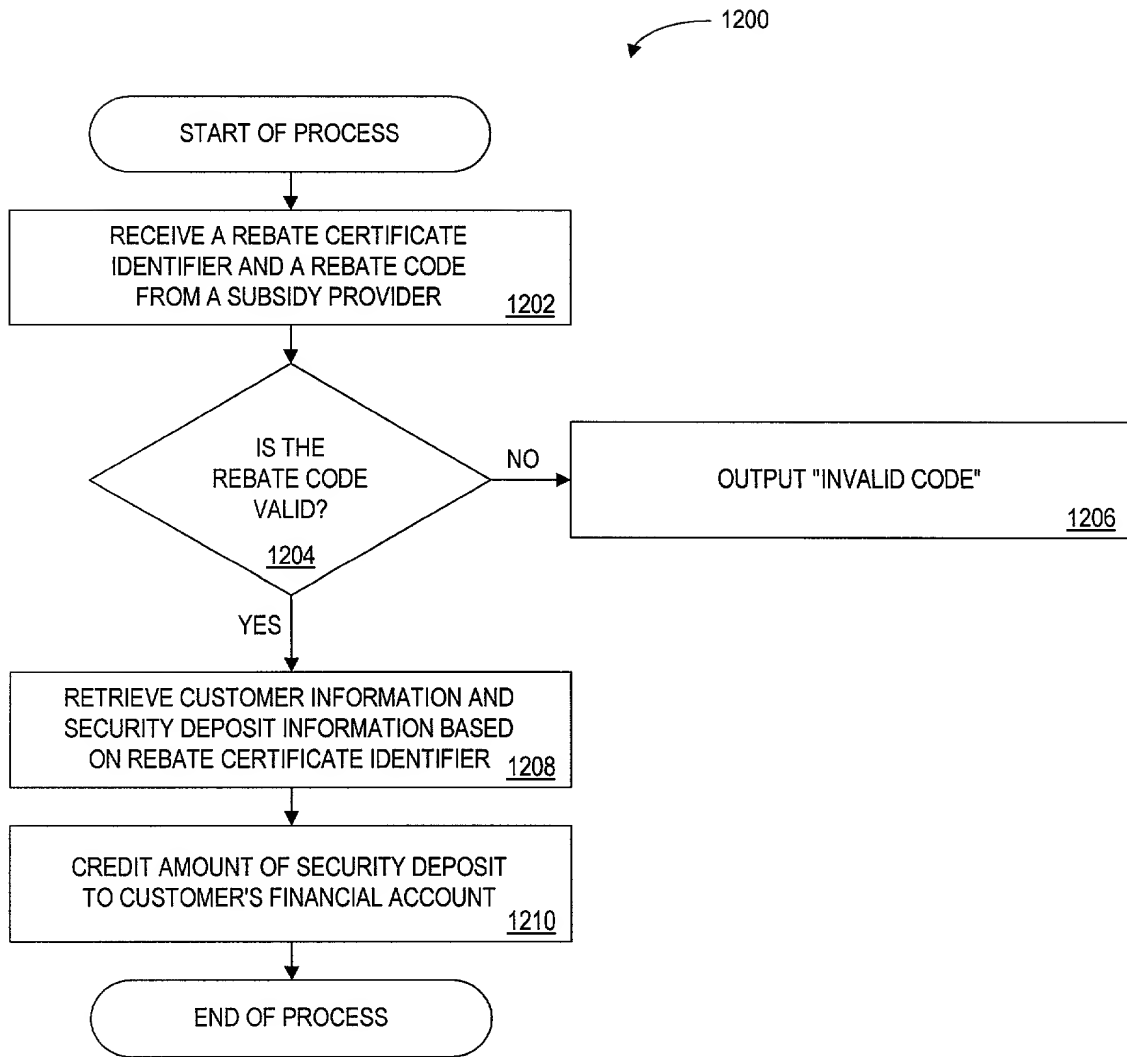 1200
START OF PROCESS
RECEIVE A REBATE CERTIFICATE
IDENTIFIER AND A REBATE CODE
FROM A SUBSIDY PROVIDER
1202
IS THE
REBATE CODE
VALID?
1204
NO
OUTPUT "INVALID CODE"
1206
YES
RETRIEVE CUSTOMER INFORMATION AND
SECURITY DEPOSIT INFORMATION BASED
ON REBATE CERTIFICATE IDENTIFIER
1208
CREDIT AMOUNT OF SECURITY DEPOSIT
TO CUSTOMER'S FINANCIAL ACCOUNT
1210
END OF PROCESS